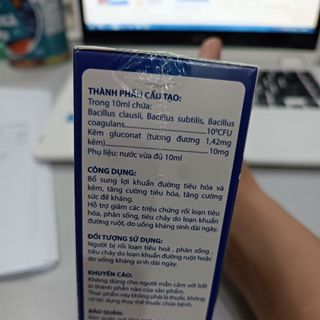 THÀNH PHẦN CẤU TẠO:
Trong 10ml chứa:
Bacillus clausii, Bacillus subtilis, Bacillus
coagulans........................10⁹CFU
Kẽm gluconat (tương đương 1,42mg
kẽm)........................10mg
Phụ liệu: nước vừa đủ 10ml
CÔNG DỤNG:
Bổ sung lợi khuẩn đường tiêu hóa và
kẽm, tăng cường tiêu hóa, tăng cường
sức đề kháng.
Hỗ trợ giảm các triệu chứng rối loạn tiêu
hóa, phân sống, tiêu chảy do loạn khuẩn
đường ruột, do uống kháng sinh dài ngày.
ĐỐI TƯỢNG SỬ DỤNG:
Người bị rối loạn tiêu hoá, phân sống,
tiêu chảy do loạn khuẩn đường ruột hoặc
do uống kháng sinh dài ngày.
KHUYẾN CÁO:
Không dùng cho người mẫn cảm với bất
kì thành phần nào của sản phẩm.
Thực phẩm này không phải là thuốc, không
có tác dụng thay thế thuốc chữa bệnh.
BẢO QUẢN: